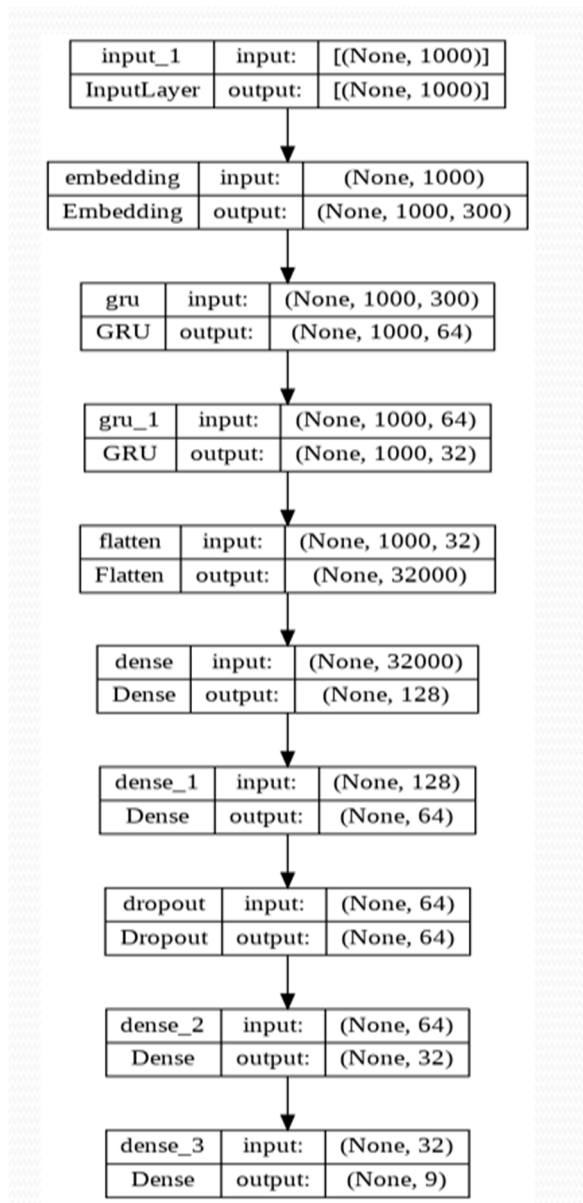 input_1 input: [(None, 1000)]
InputLayer output: [(None, 1000)]
embedding input: (None, 1000)
Embedding output: (None, 1000, 300)
gru input: (None, 1000, 300)
GRU output: (None, 1000, 64)
gru_1 input: (None, 1000, 64)
GRU output: (None, 1000, 32)
flatten input: (None, 1000, 32)
Flatten output: (None, 32000)
dense input: (None, 32000)
Dense output: (None, 128)
dense_1 input: (None, 128)
Dense output: (None, 64)
dropout input: (None, 64)
Dropout output: (None, 64)
dense_2 input: (None, 64)
Dense output: (None, 32)
dense_3 input: (None, 32)
Dense output: (None, 9)